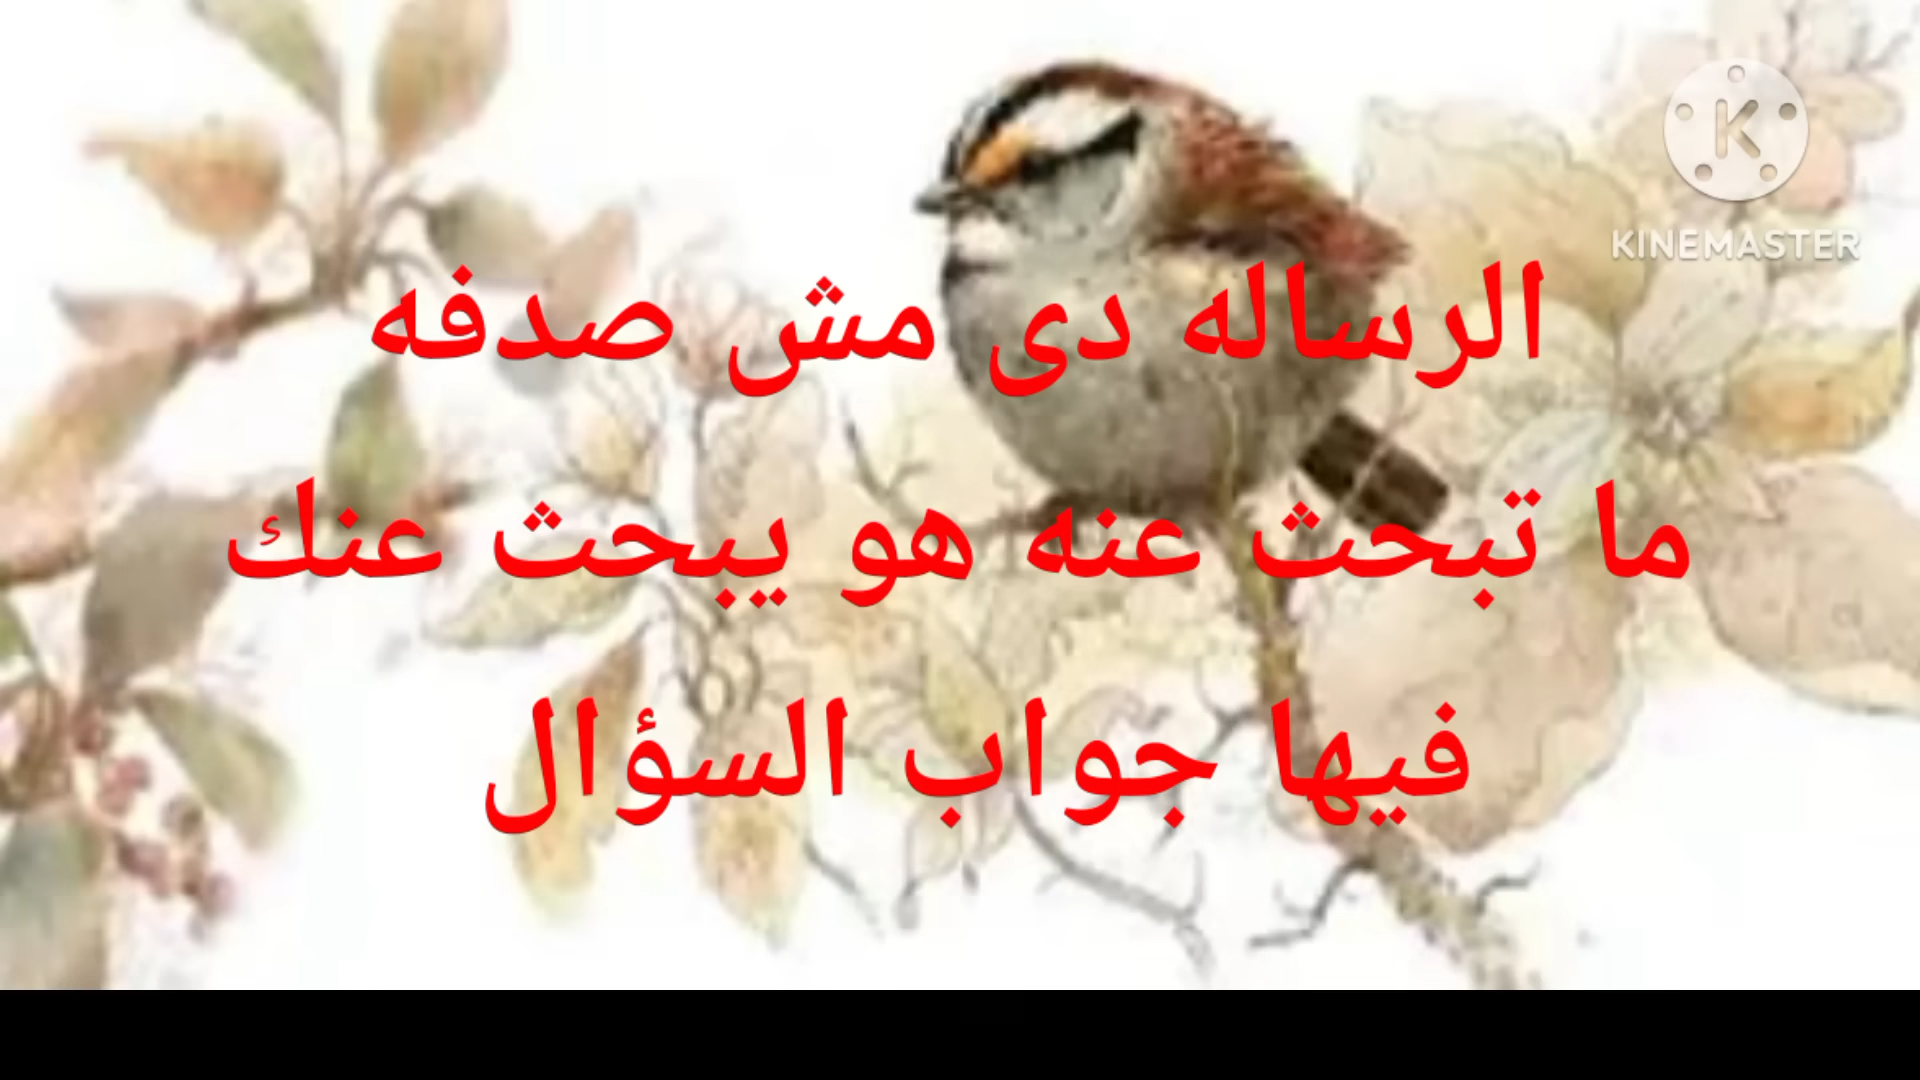 KINEMASTER
الرساله دى مش صدفه
ما تبحث عنه هو يبحث عنك
فيها جواب السؤال